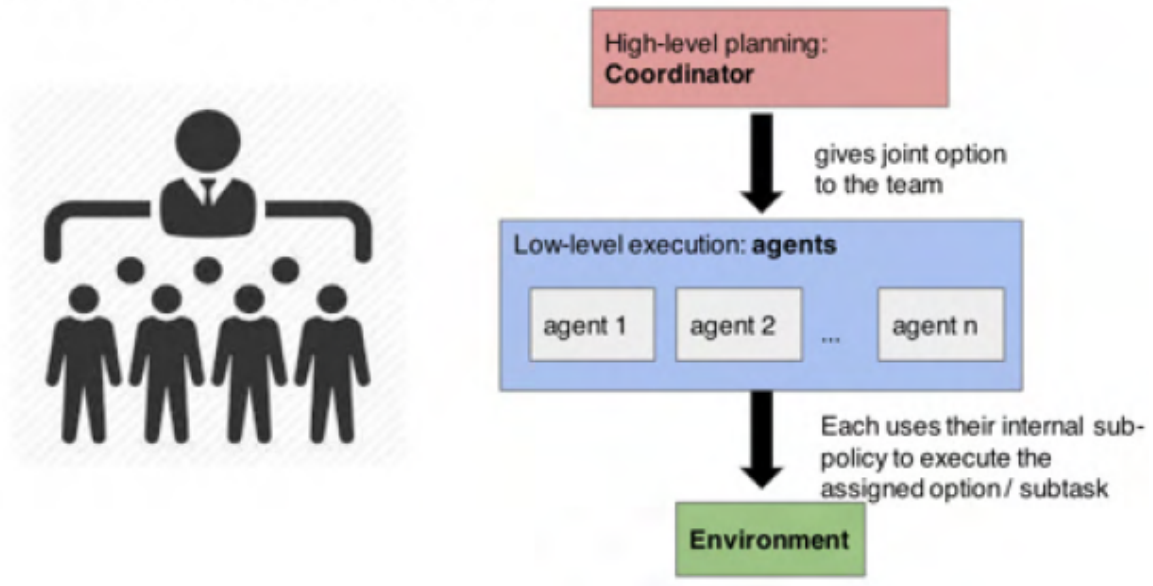 High-level planning:
Coordinator
gives joint option
to the team
Low-level execution: agents
agent 1
agent 2
...
agent n
Each uses their internal sub-
policy to execute the
assigned option / subtask
Environment